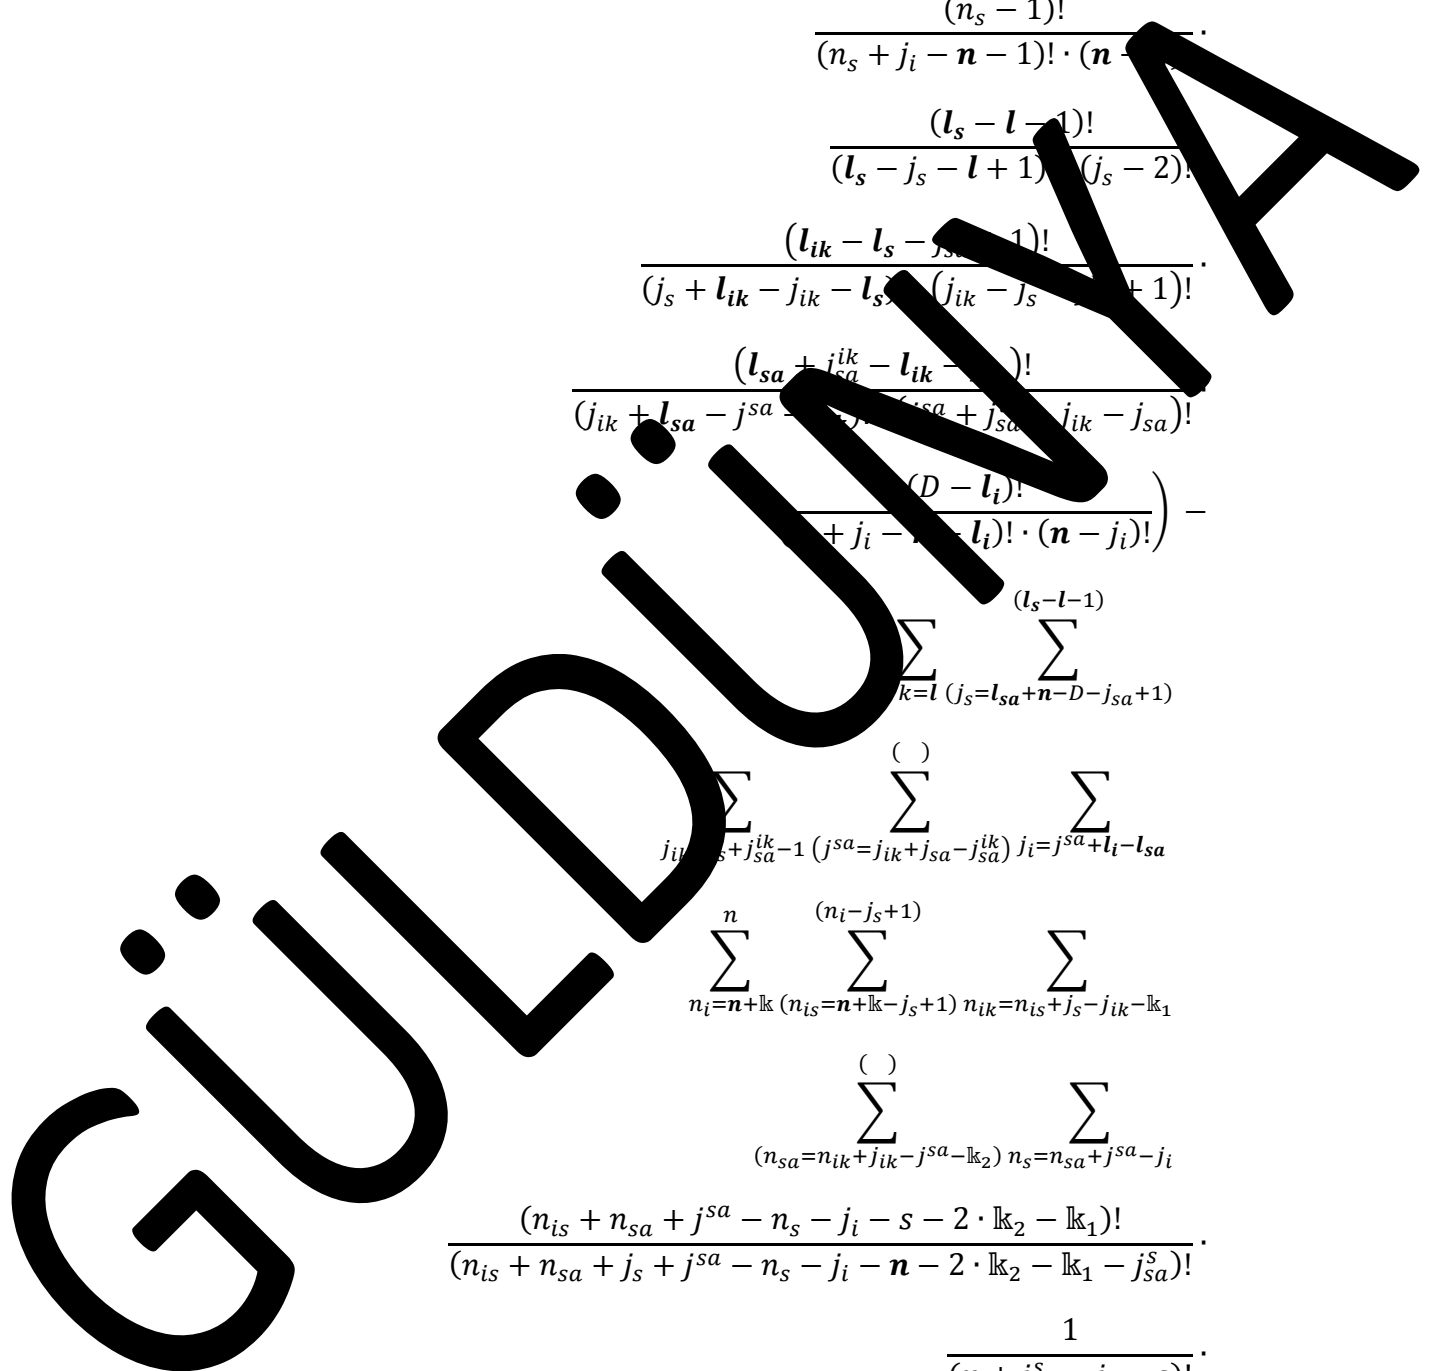 (n_s − 1)!
(n_s + j_i − n − 1)! · (n − ·
(l_s − l − 1)!
(l_s − j_s − l + 1) (j_s − 2)!
(l_ik − l_s − 1)!
(j_s + l_ik − j_ik − l_s) (j_ik − j_s + 1)! ·
(l_sa + j_sa^ik − l_ik − )!
(j_ik + l_sa − j^sa − + j_sa j_ik − j_sa)!
(D − l_i)!
+ j_i − l_i)! · (n − j_i)! ) −
(l_s−l−1)
∑ ∑
k=l (j_s=l_sa+n−D−j_sa+1)
( )
∑ ∑ ∑
+j_sa^ik−1 (j^sa=j_ik+j_sa−j_sa^ik) j_i=j^sa+l_i−l_sa
n (n_i−j_s+1)
∑ ∑ ∑
n_i=n+𝕜 (n_is=n+𝕜−j_s+1) n_ik=n_is+j_s−j_ik−𝕜_1
( )
∑ ∑
(n_sa=n_ik+j_ik−j^sa−𝕜_2) n_s=n_sa+j^sa−j_i
(n_is + n_sa + j^sa − n_s − j_i − s − 2 · 𝕜_2 − 𝕜_1)!
(n_is + n_sa + j_s + j^sa − n_s − j_i − n − 2 · 𝕜_2 − 𝕜_1 − j_sa^s)! ·
1
GÜLDÜNYA